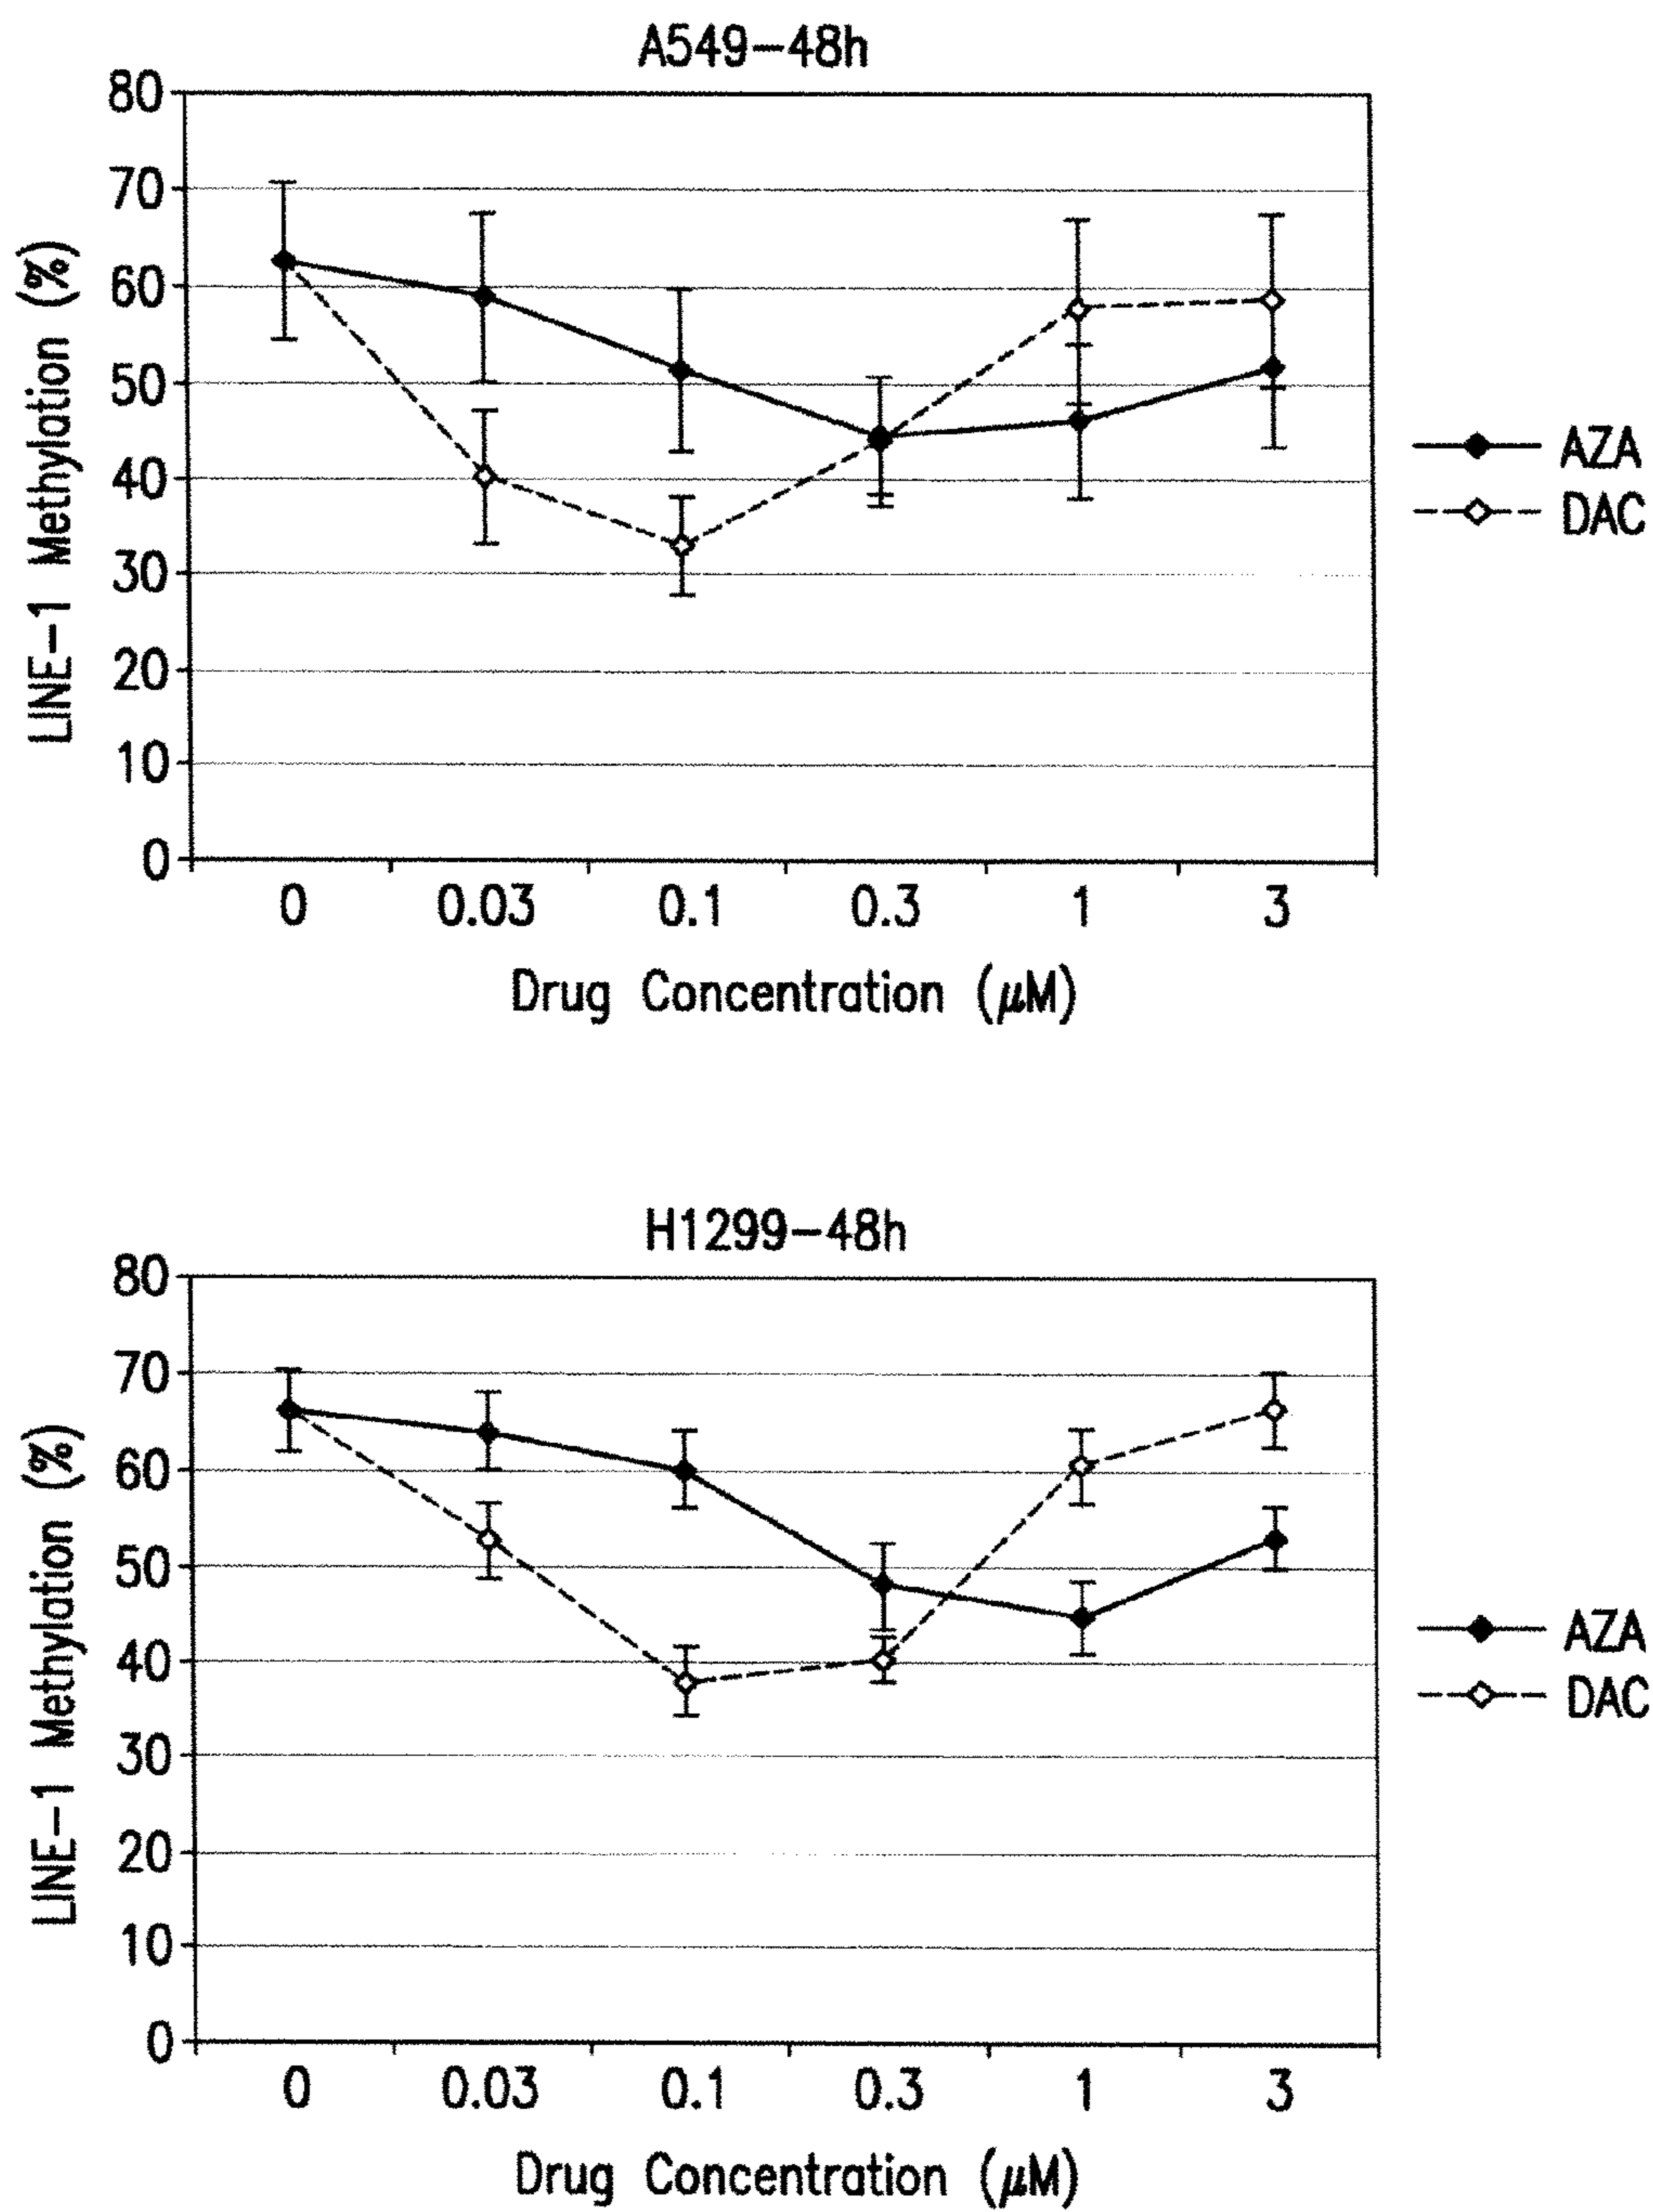 A549-48h
80
70
60
50
40
30
20
10
0
LINE-1 Methylation (%)
0 0.03 0.1 0.3 1 3
Drug Concentration (μM)
AZA
DAC
H1299-48h
80
70
60
50
40
30
20
10
0
LINE-1 Methylation (%)
0 0.03 0.1 0.3 1 3
Drug Concentration (μM)
AZA
DAC